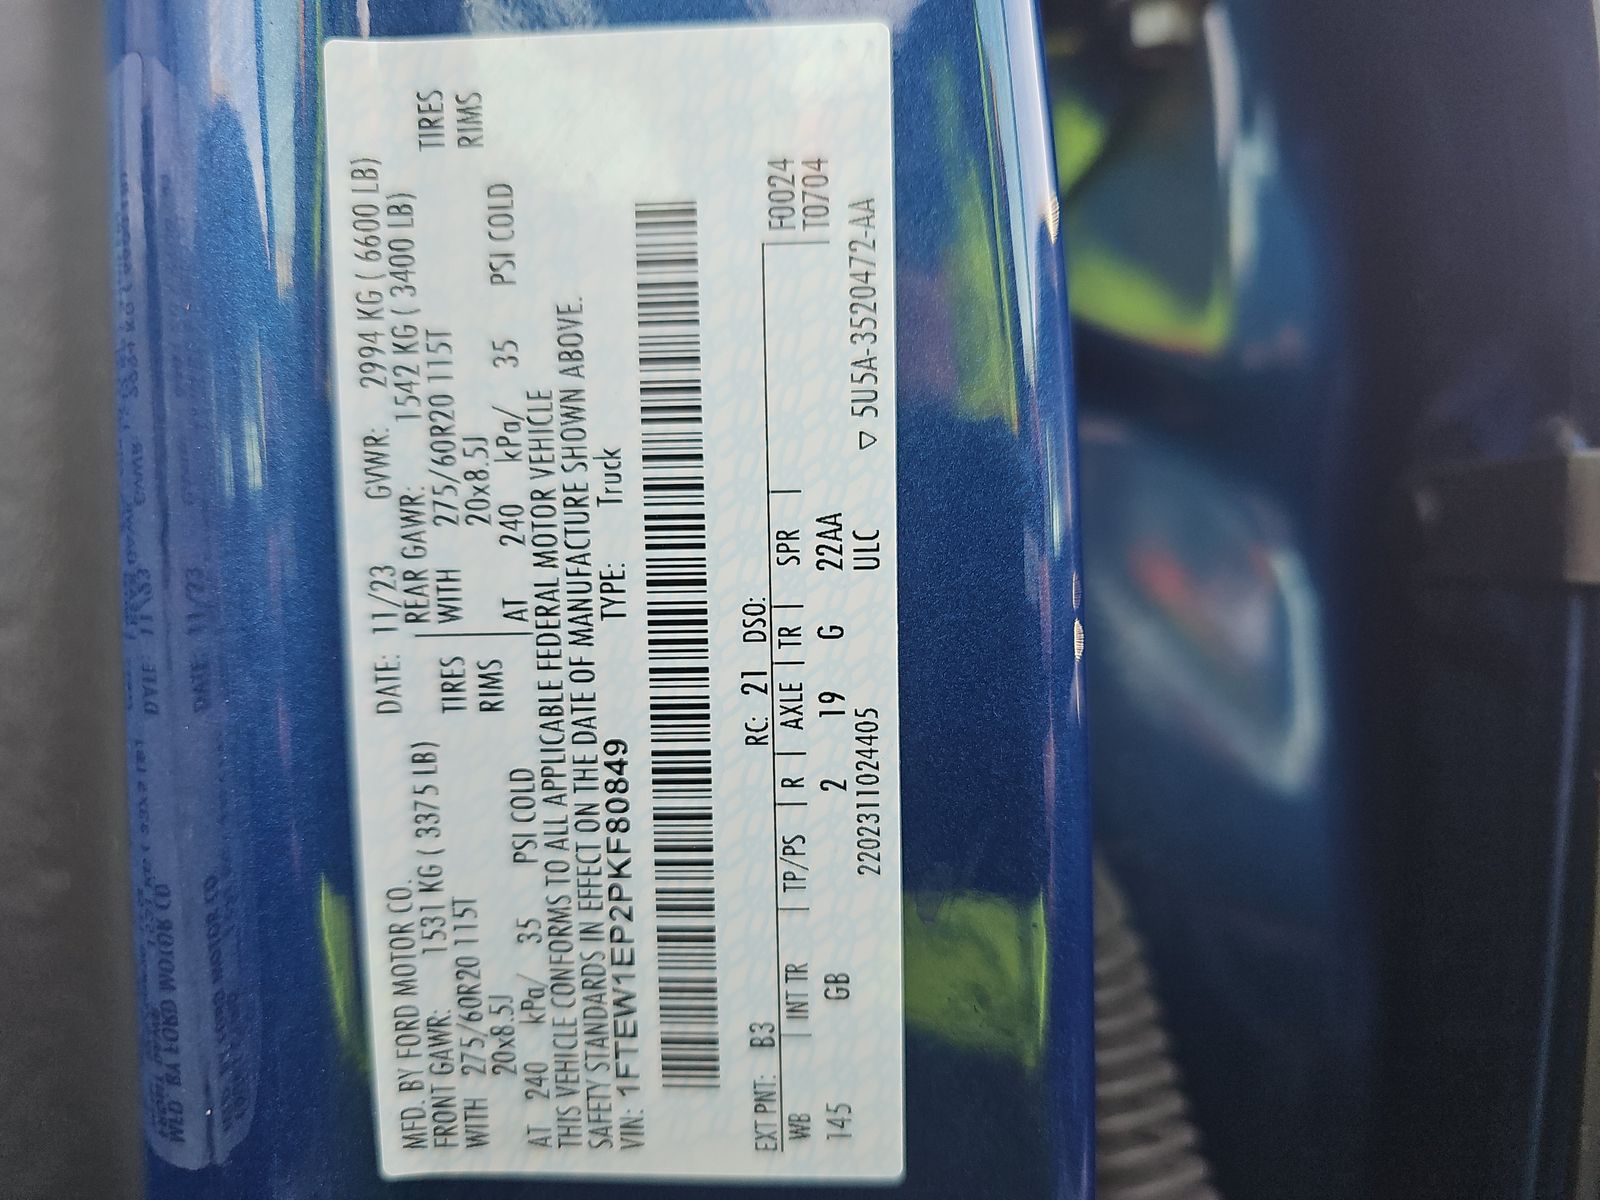 MFD. BY FORD MOTOR CO. DATE: 11/23 GVWR: 2994 KG ( 6600 LB)
FRONT GAWR: 1531 KG ( 3375 LB) REAR GAWR: 1542 KG ( 3400 LB)
WITH 275/60R20 115T TIRES WITH 275/60R20 115T TIRES
20x8.5J RIMS 20x8.5J RIMS
AT 240 kPa/ 35 PSI COLD AT 240 kPa/ 35 PSI COLD
THIS VEHICLE CONFORMS TO ALL APPLICABLE FEDERAL MOTOR VEHICLE
SAFETY STANDARDS IN EFFECT ON THE DATE OF MANUFACTURE SHOWN ABOVE.
VIN: 1FTEW1EP2PKF80849 TYPE: Truck
EXT PNT: B3 RC: 21 DSO: F0024
WB | INT TR | TP/PS | R | AXLE | TR | SPR | T0704
145 GB 2 19 G 22AA
2202311024405 ULC ▽ 5U5A-3520472-AA